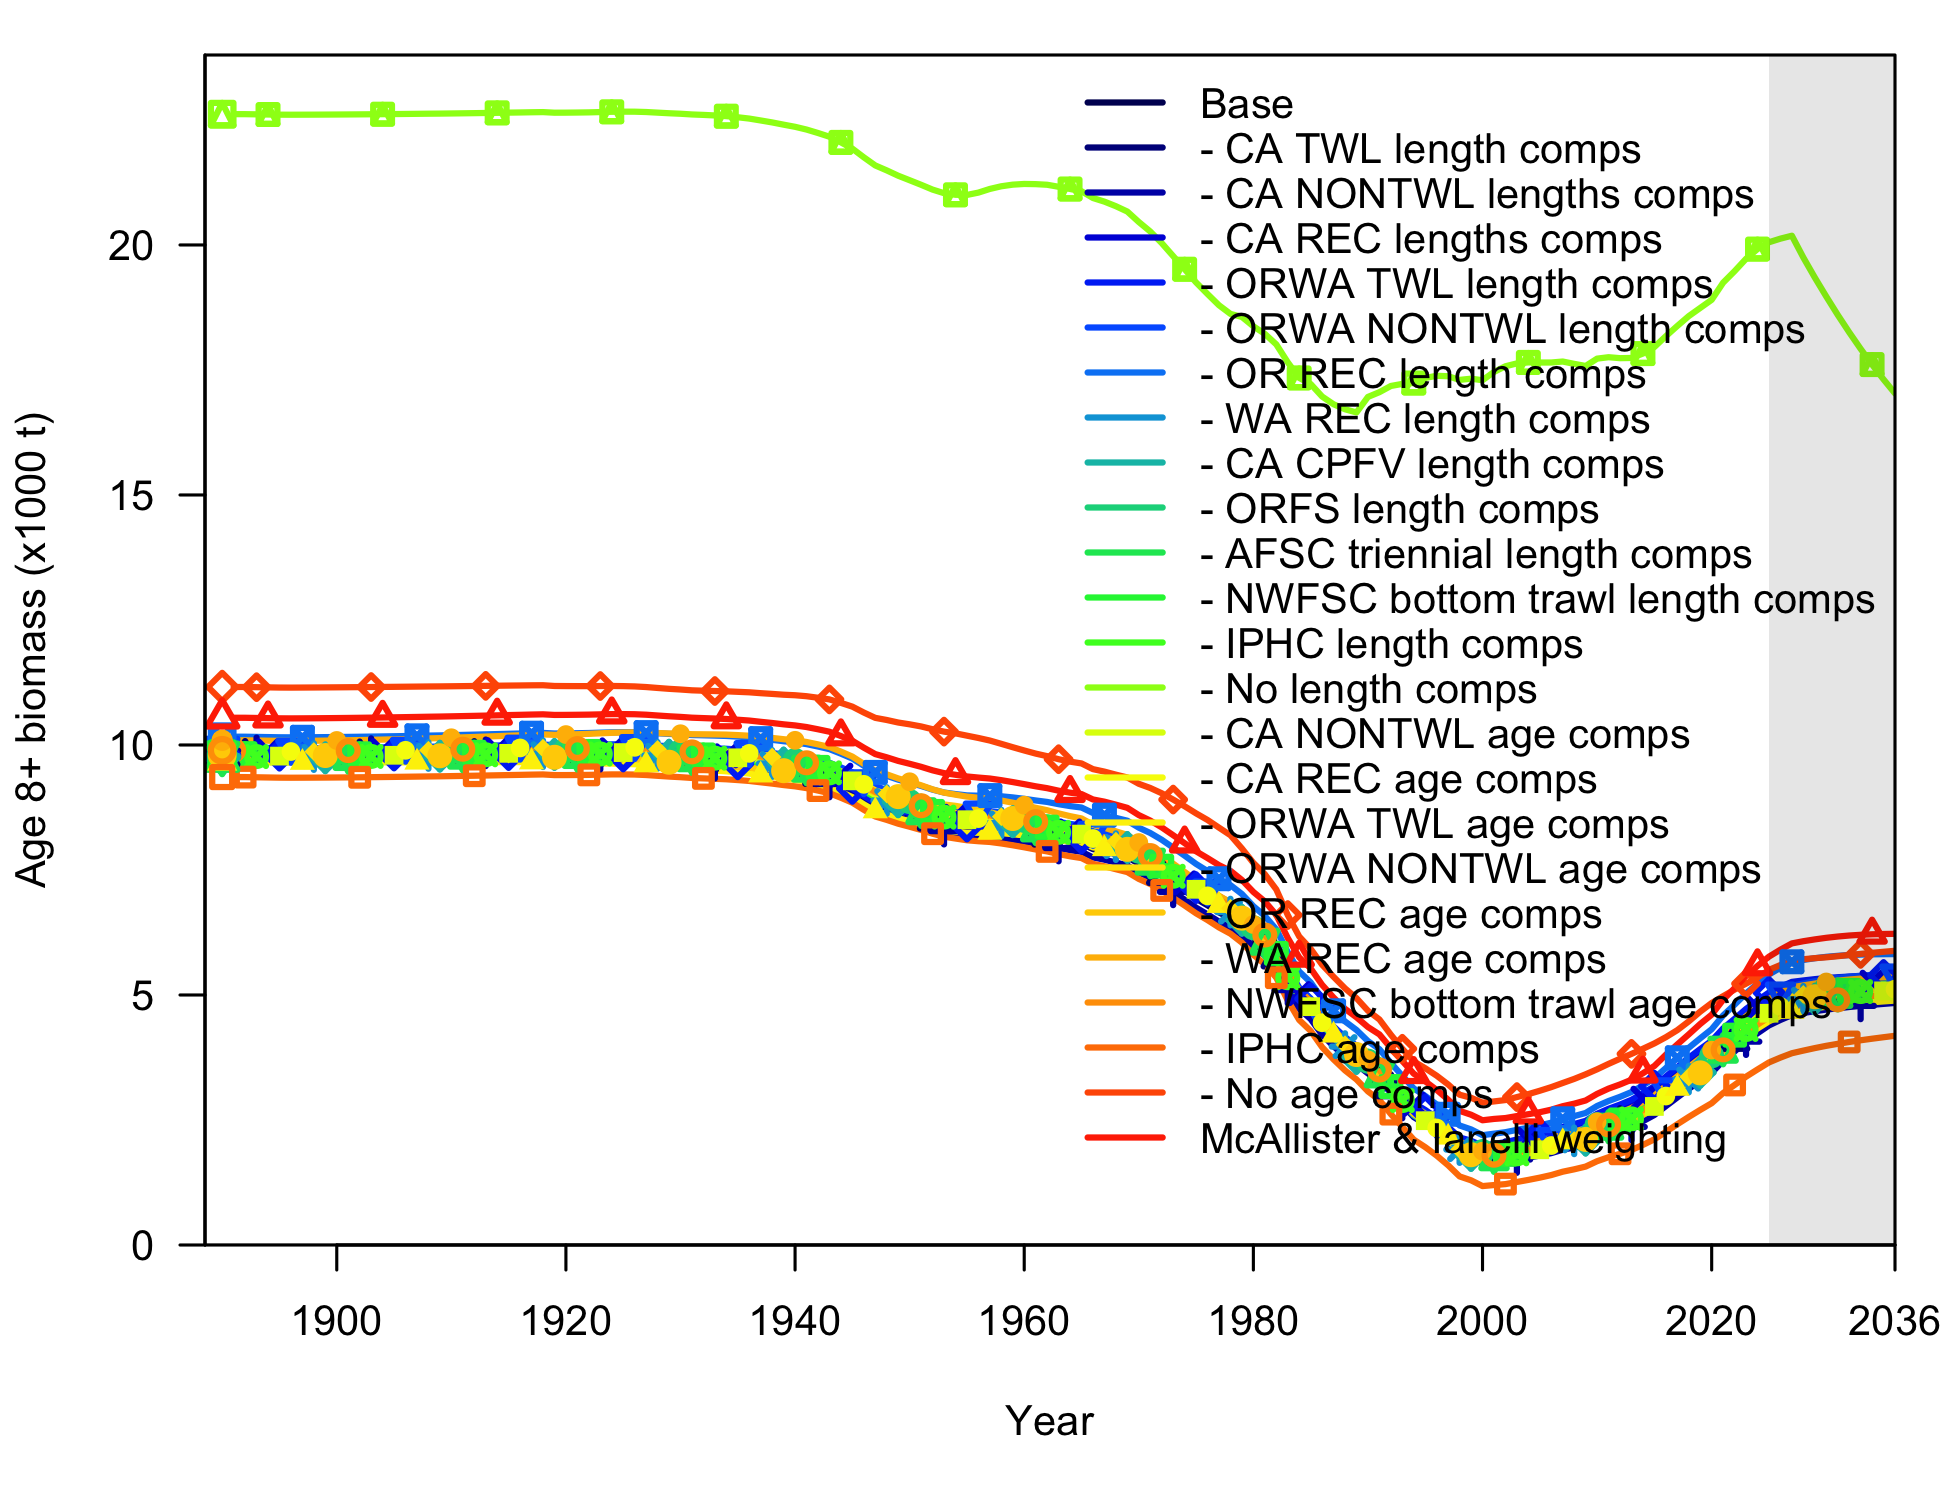 Base
- CA TWL length comps
- CA NONTWL lengths comps
- CA REC lengths comps
- ORWA TWL length comps
- ORWA NONTWL length comps
- OR REC length comps
- WA REC length comps
- CA CPFV length comps
- ORFS length comps
- AFSC triennial length comps
- NWFSC bottom trawl length comps
- IPHC length comps
- No length comps
- CA NONTWL age comps
- CA REC age comps
- ORWA TWL age comps
- ORWA NONTWL age comps
- OR REC age comps
- WA REC age comps
- NWFSC bottom trawl age comps
- IPHC age comps
- No age comps
McAllister & Ianelli weighting
Age 8+ biomass (x1000 t)
20
15
10
5
0
1900 1920 1940 1960 1980 2000 2020 2036
Year